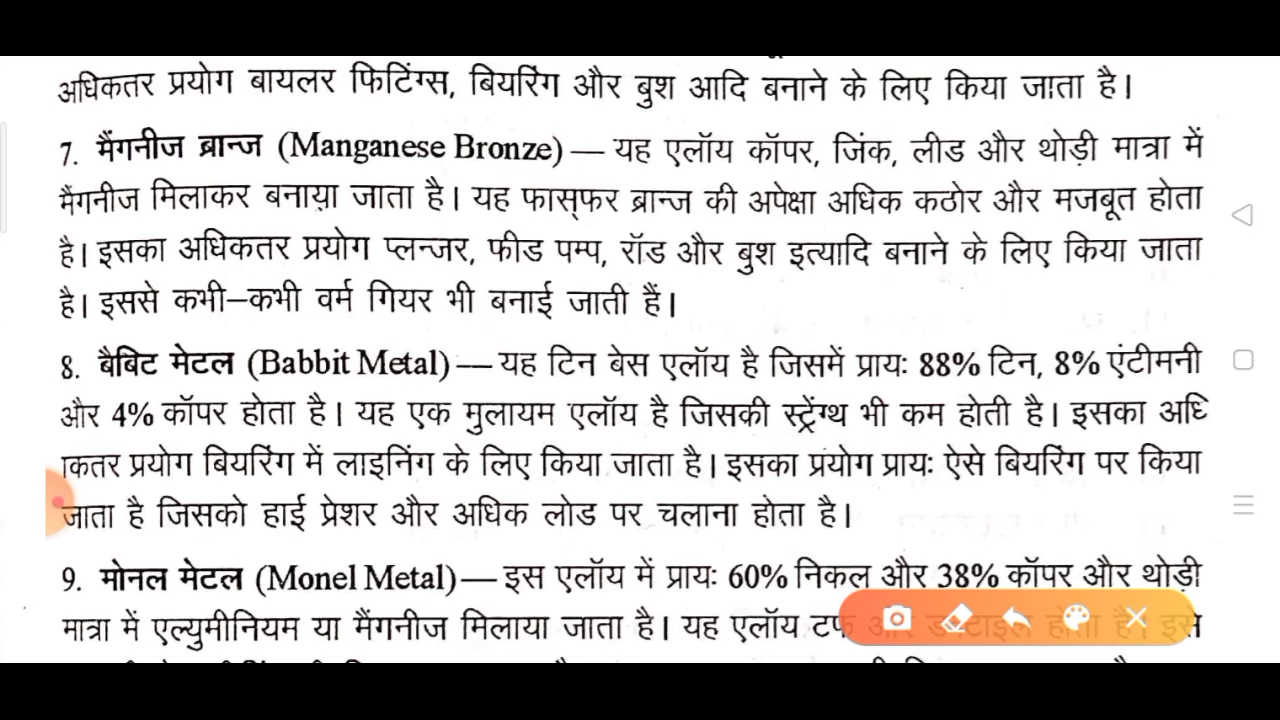 अधिकतर प्रयोग बायलर फिटिंग्स, बियरिंग और बुश आदि बनाने के लिए किया जाता है।
7. मैंगनीज ब्रान्ज (Manganese Bronze) — यह एलॉय कॉपर, जिंक, लीड और थोड़ी मात्रा में
मैंगनीज मिलाकर बनाया जाता है। यह फास्फर ब्रान्ज की अपेक्षा अधिक कठोर और मजबूत होता
है। इसका अधिकतर प्रयोग प्लन्जर, फीड पम्प, रॉड और बुश इत्यादि बनाने के लिए किया जाता
है। इससे कभी–कभी वर्म गियर भी बनाई जाती हैं।
8. बैबिट मेटल (Babbit Metal) — यह टिन बेस एलॉय है जिसमें प्रायः 88% टिन, 8% एंटीमनी
और 4% कॉपर होता है। यह एक मुलायम एलॉय है जिसकी स्ट्रेंग्थ भी कम होती है। इसका अधि
कतर प्रयोग बियरिंग में लाइनिंग के लिए किया जाता है। इसका प्रयोग प्रायः ऐसे बियरिंग पर किया
जाता है जिसको हाई प्रेशर और अधिक लोड पर चलाना होता है।
9. मोनल मेटल (Monel Metal) — इस एलॉय में प्रायः 60% निकल और 38% कॉपर और थोड़ी
मात्रा में एल्युमीनियम या मैंगनीज मिलाया जाता है। यह एलॉय टफ और डक्टाइल होता है। इसे